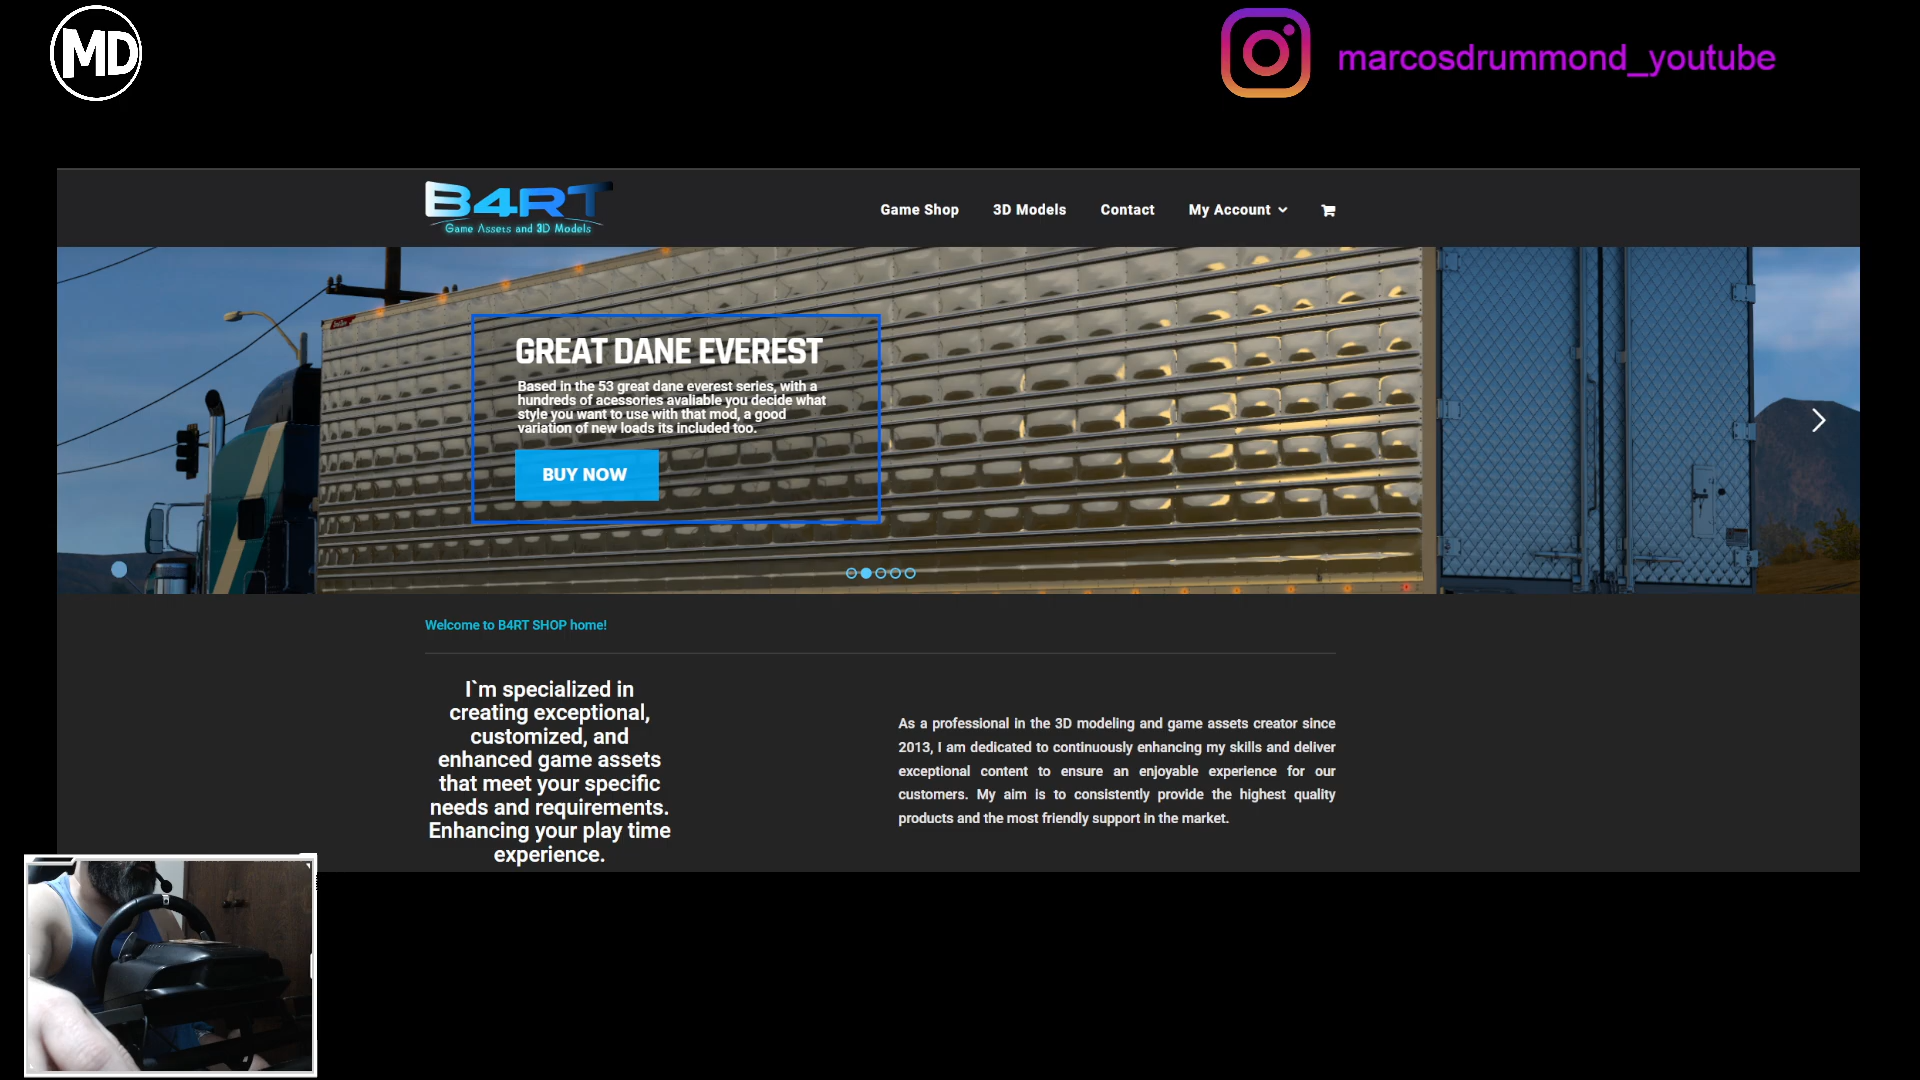 MD
marcosdrummond_youtube
B4RT
Game Assets and 3D Models
Game Shop
3D Models
Contact
My Account
GREAT DANE EVEREST
Based in the 53 great dane everest series, with a
hundreds of acessories avaliable you decide what
style you want to use with that mod, a good
variation of new loads its included too.
BUY NOW
Welcome to B4RT SHOP home!
I`m specialized in
creating exceptional,
customized, and
enhanced game assets
that meet your specific
needs and requirements.
Enhancing your play time
experience.
As a professional in the 3D modeling and game assets creator since
2013, I am dedicated to continuously enhancing my skills and deliver
exceptional content to ensure an enjoyable experience for our
customers. My aim is to consistently provide the highest quality
products and the most friendly support in the market.